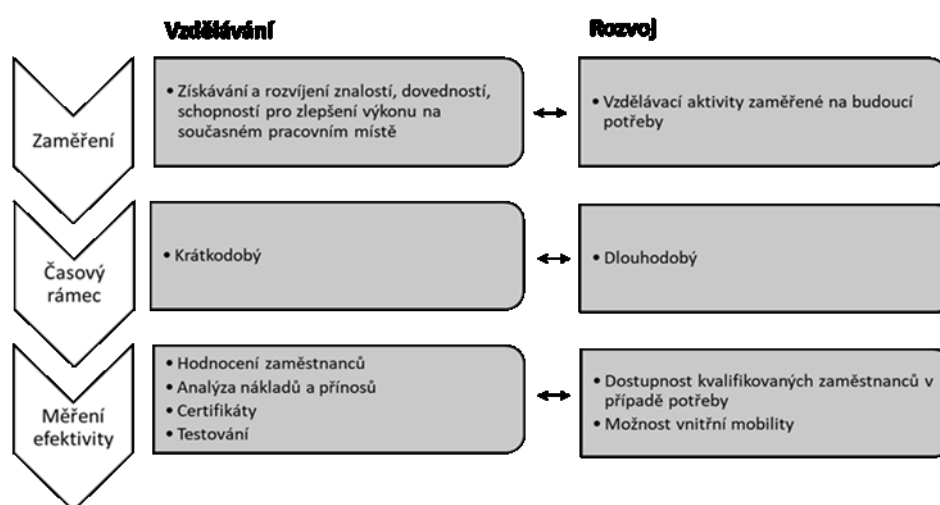 Vzdělávání
Rozvoj
Zaměření
• Získávání a rozvíjení znalostí, dovedností,
schopností pro zlepšení výkonu na
současném pracovním místě
• Vzdělávací aktivity zaměřené na budoucí
potřeby
Časový
rámec
• Krátkodobý
• Dlouhodobý
Měření
efektivity
• Hodnocení zaměstnanců
• Analýza nákladů a přínosů
• Certifikáty
• Testování
• Dostupnost kvalifikovaných zaměstnanců v
případě potřeby
• Možnost vnitřní mobility